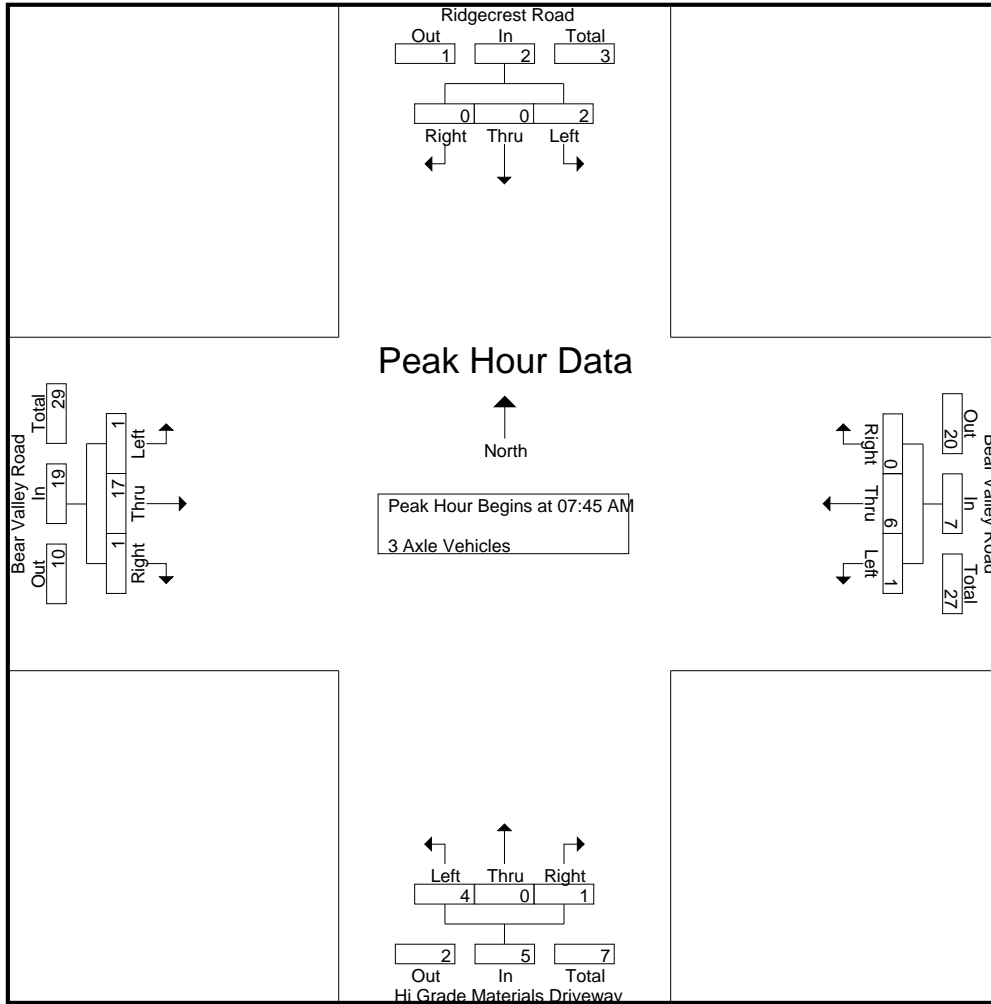 Ridgecrest Road
Out In Total
1 2 3
0 0 2
Right Thru Left
Peak Hour Data
North
Peak Hour Begins at 07:45 AM
3 Axle Vehicles
Bear Valley Road
Total In Out
29 19 10
1 17 1
Left Thru Right
Bear Valley Road
Out In Total
20 7 27
0 6 1
Right Thru Left
Left Thru Right
4 0 1
2 5 7
Out In Total
Hi Grade Materials Driveway